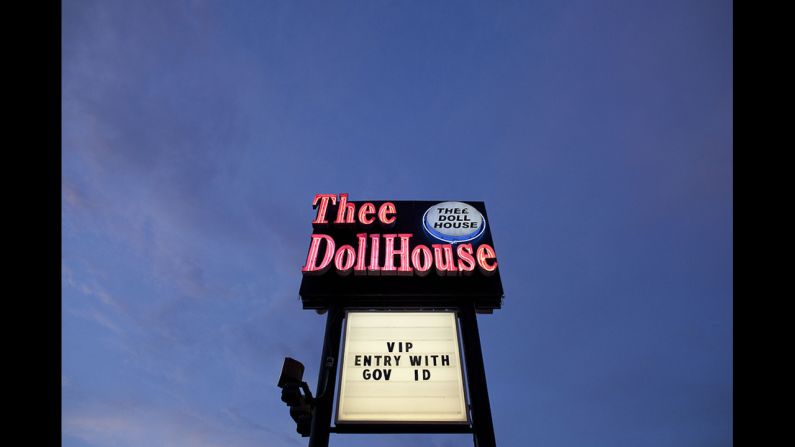 Thee
DollHouse
THEE
DOLL
HOUSE
VIP
ENTRY WITH
GOV ID